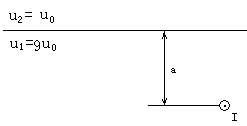 u₂= u₀
u₁=9u₀
a
I